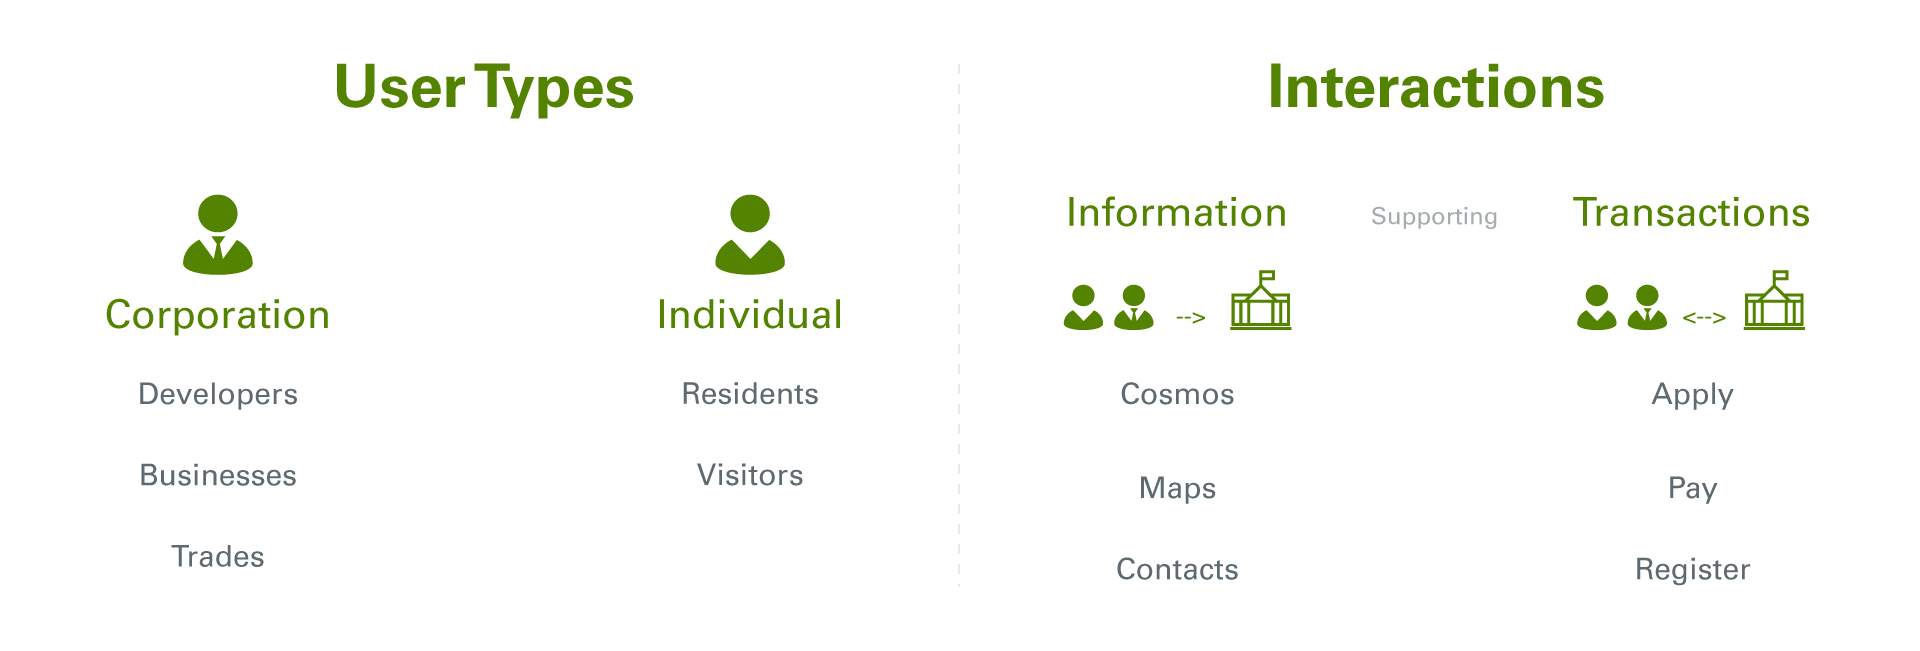 User Types
Corporation
Developers
Businesses
Trades
Individual
Residents
Visitors
Interactions
Information
-->
Cosmos
Maps
Contacts
Supporting
Transactions
<-->
Apply
Pay
Register